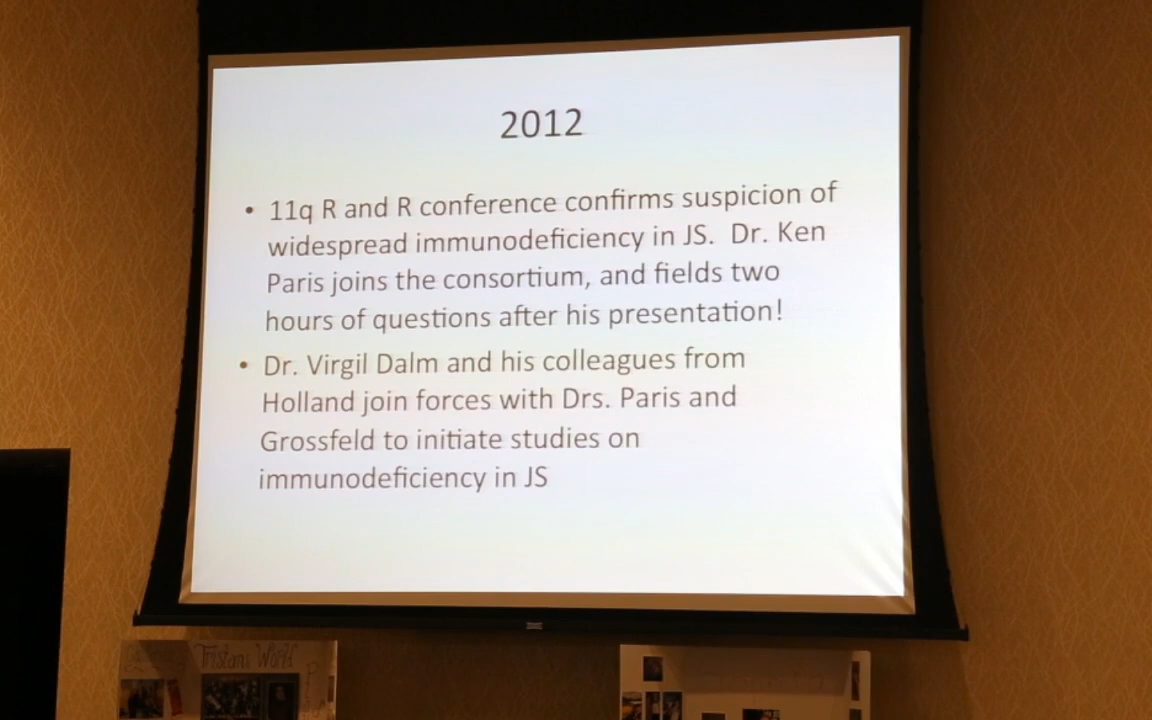 2012
• 11q R and R conference confirms suspicion of
widespread immunodeficiency in JS. Dr. Ken
Paris joins the consortium, and fields two
hours of questions after his presentation!
• Dr. Virgil Dalm and his colleagues from
Holland join forces with Drs. Paris and
Grossfeld to initiate studies on
immunodeficiency in JS
Tristan's World